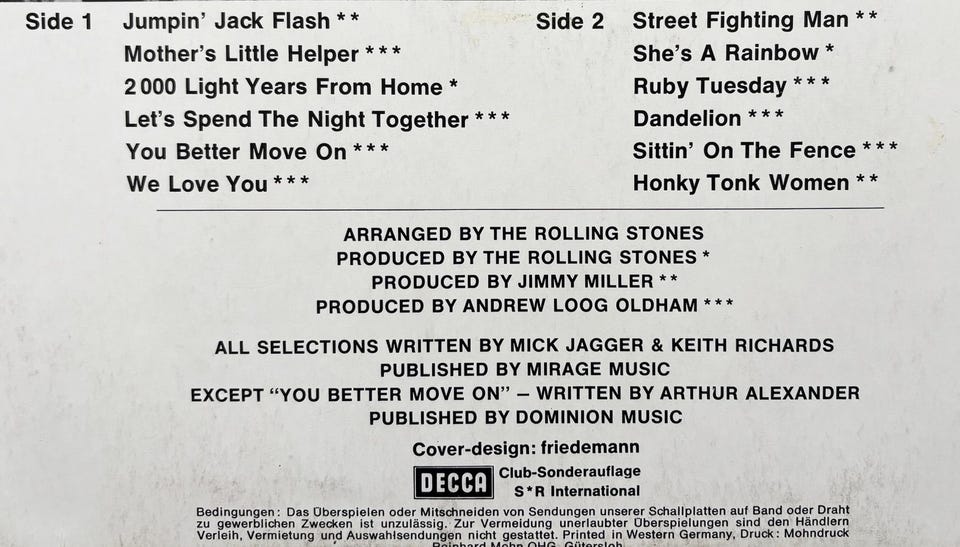 Side 1 Jumpin' Jack Flash **
Mother's Little Helper ***
2000 Light Years From Home *
Let's Spend The Night Together ***
You Better Move On ***
We Love You ***
Side 2 Street Fighting Man **
She's A Rainbow *
Ruby Tuesday ***
Dandelion ***
Sittin' On The Fence ***
Honky Tonk Women **
ARRANGED BY THE ROLLING STONES
PRODUCED BY THE ROLLING STONES *
PRODUCED BY JIMMY MILLER **
PRODUCED BY ANDREW LOOG OLDHAM ***
ALL SELECTIONS WRITTEN BY MICK JAGGER & KEITH RICHARDS
PUBLISHED BY MIRAGE MUSIC
EXCEPT “YOU BETTER MOVE ON” – WRITTEN BY ARTHUR ALEXANDER
PUBLISHED BY DOMINION MUSIC
Cover-design: friedemann
DECCA Club-Sonderauflage
S*R International
Bedingungen: Das Überspielen oder Mitschneiden von Sendungen unserer Schallplatten auf Band oder Draht
zu gewerblichen Zwecken ist unzulässig. Zur Vermeidung unerlaubter Überspielungen sind den Händlern
Verleih, Vermietung und Auswahlsendungen nicht gestattet. Printed in Western Germany, Druck: Mohndruck
Reinhard Mohn OHG, Gütersloh